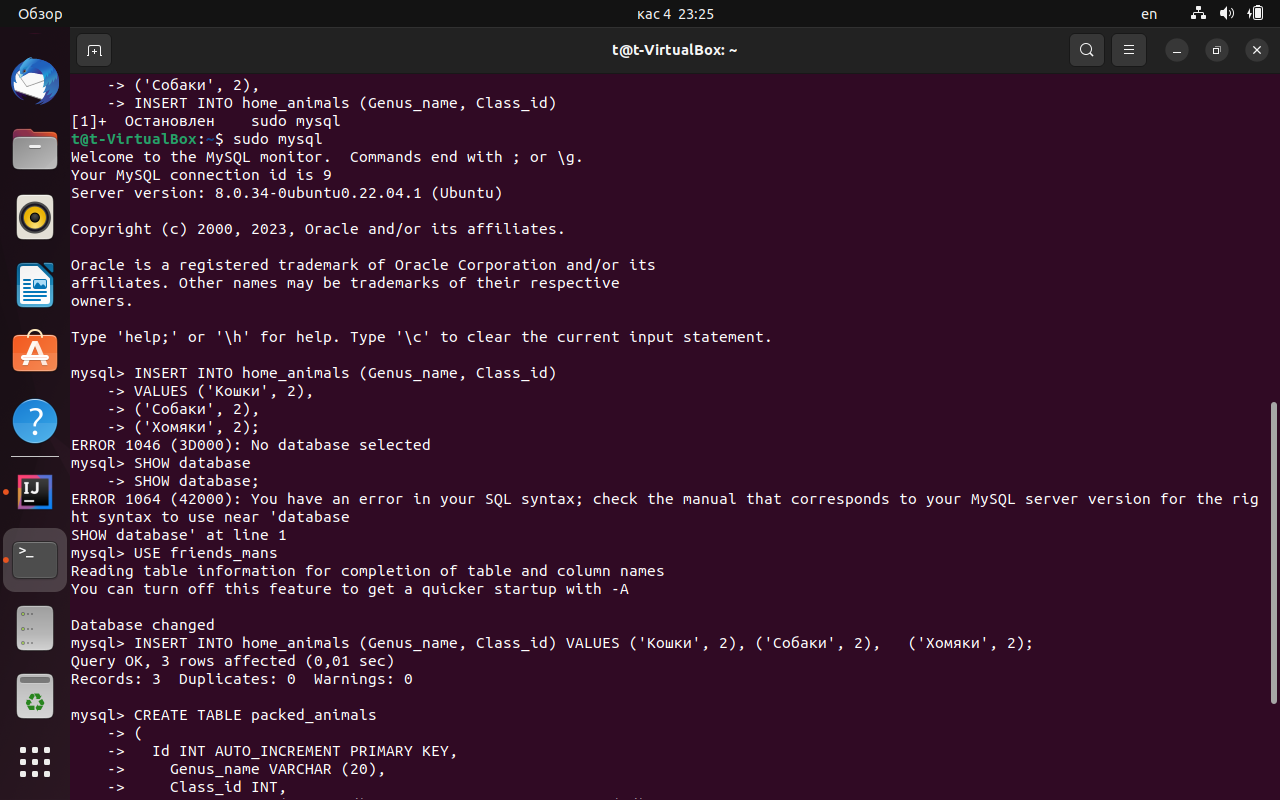 Обзор
кас 4 23:25
en
t@t-VirtualBox: ~
-> ('Собаки', 2),
-> INSERT INTO home_animals (Genus_name, Class_id)
[1]+  Остановлен    sudo mysql
t@t-VirtualBox:~$ sudo mysql
Welcome to the MySQL monitor.  Commands end with ; or \g.
Your MySQL connection id is 9
Server version: 8.0.34-0ubuntu0.22.04.1 (Ubuntu)
Copyright (c) 2000, 2023, Oracle and/or its affiliates.
Oracle is a registered trademark of Oracle Corporation and/or its
affiliates. Other names may be trademarks of their respective
owners.
Type 'help;' or '\h' for help. Type '\c' to clear the current input statement.
mysql> INSERT INTO home_animals (Genus_name, Class_id)
-> VALUES ('Кошки', 2),
-> ('Собаки', 2),
-> ('Хомяки', 2);
ERROR 1046 (3D000): No database selected
mysql> SHOW database
-> SHOW database;
ERROR 1064 (42000): You have an error in your SQL syntax; check the manual that corresponds to your MySQL server version for the rig
ht syntax to use near 'database
SHOW database' at line 1
mysql> USE friends_mans
Reading table information for completion of table and column names
You can turn off this feature to get a quicker startup with -A
Database changed
mysql> INSERT INTO home_animals (Genus_name, Class_id) VALUES ('Кошки', 2), ('Собаки', 2),   ('Хомяки', 2);
Query OK, 3 rows affected (0,01 sec)
Records: 3  Duplicates: 0  Warnings: 0
mysql> CREATE TABLE packed_animals
-> (
->   Id INT AUTO_INCREMENT PRIMARY KEY,
->     Genus_name VARCHAR (20),
->     Class_id INT,